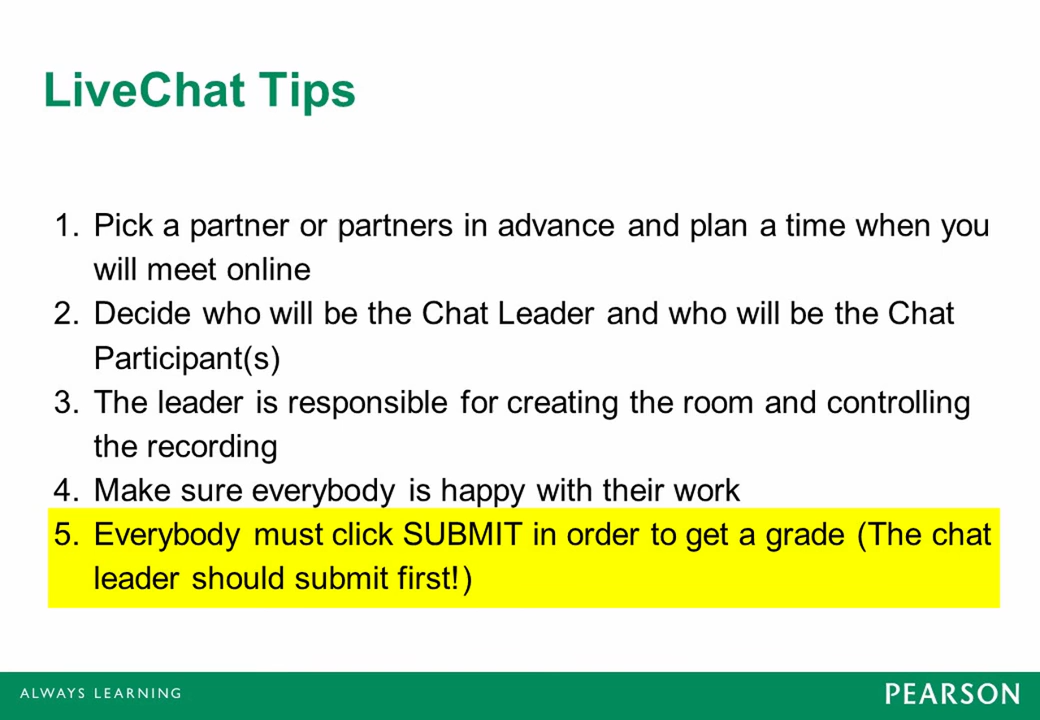 LiveChat Tips
1. Pick a partner or partners in advance and plan a time when you
will meet online
2. Decide who will be the Chat Leader and who will be the Chat
Participant(s)
3. The leader is responsible for creating the room and controlling
the recording
4. Make sure everybody is happy with their work
5. Everybody must click SUBMIT in order to get a grade (The chat
leader should submit first!)
ALWAYS LEARNING
PEARSON